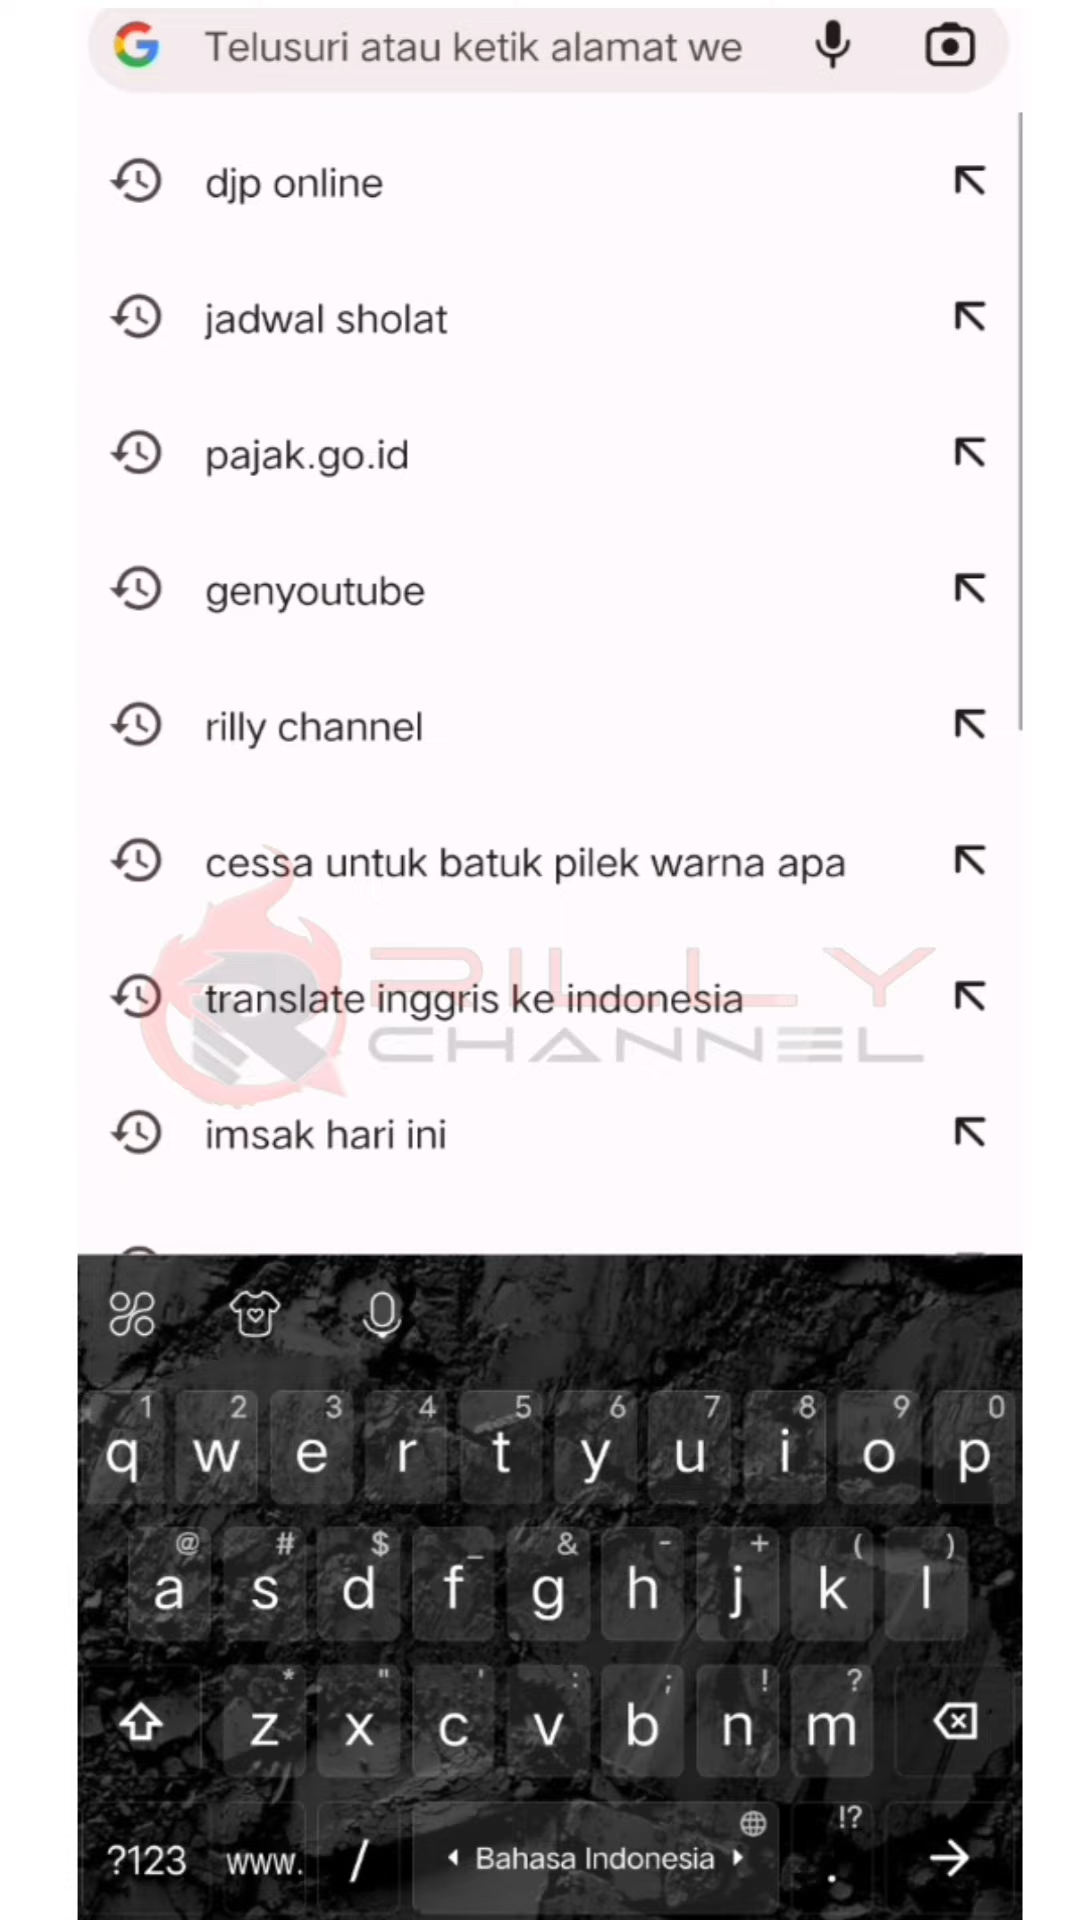 Telusuri atau ketik alamat we
djp online
jadwal sholat
pajak.go.id
genyoutube
rilly channel
cessa untuk batuk pilek warna apa
RILLY
translate inggris ke indonesia
CHANNEL
imsak hari ini
1 2 3 4 5 6 7 8 9 0
q w e r t y u i o p
@ # $ _ & - + ( )
a s d f g h j k l
* " ' : ; ! ?
z x c v b n m
!?
?123 www. / Bahasa Indonesia .